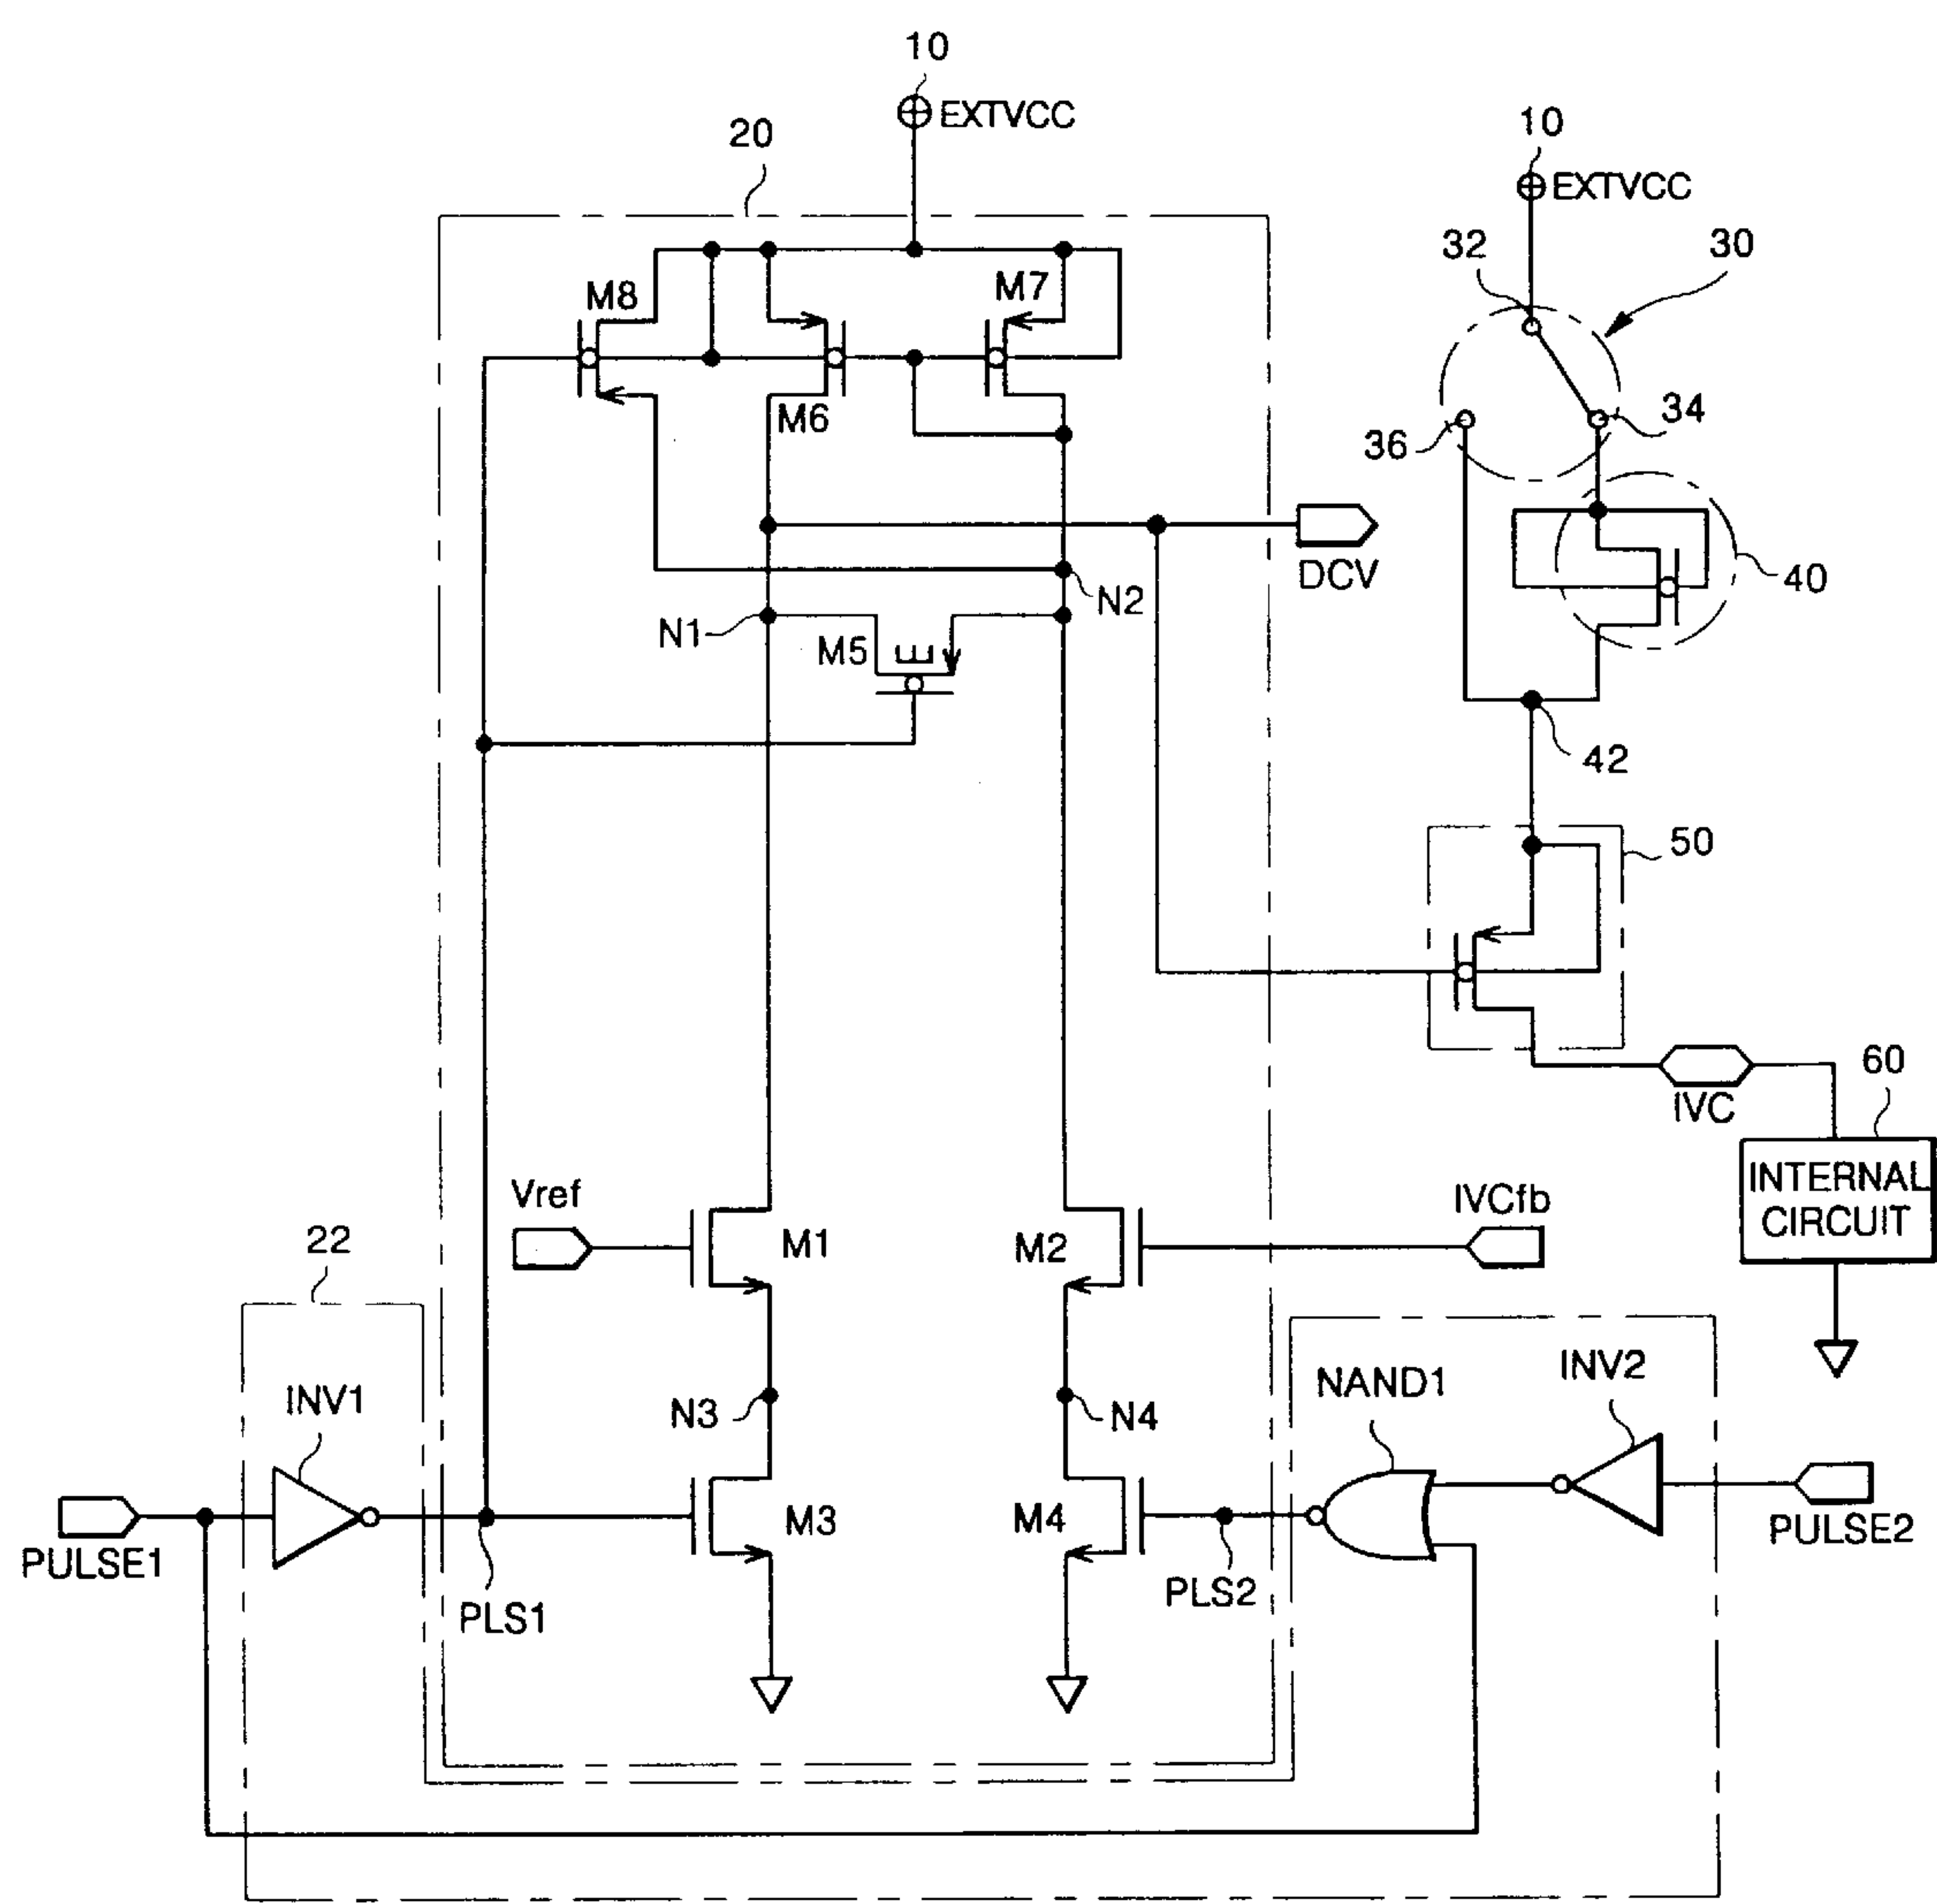 10
EXTVCC
20
10
EXTVCC
32
30
M8
M7
M6
36
34
DCV
40
N1
N2
M5
42
50
IVC
60
INTERNAL
CIRCUIT
Vref
IVCfb
M1
M2
22
INV1
N3
N4
NAND1
INV2
PULSE1
M3
M4
PULSE2
PLS1
PLS2